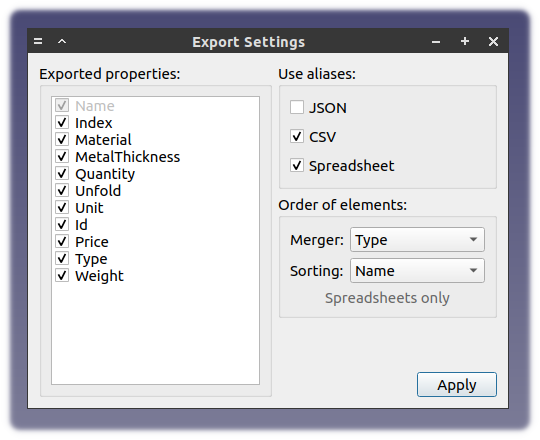 Export Settings
Exported properties:
Name
Index
Material
MetalThickness
Quantity
Unfold
Unit
Id
Price
Type
Weight
Use aliases:
JSON
CSV
Spreadsheet
Order of elements:
Merger: Type
Sorting: Name
Spreadsheets only
Apply